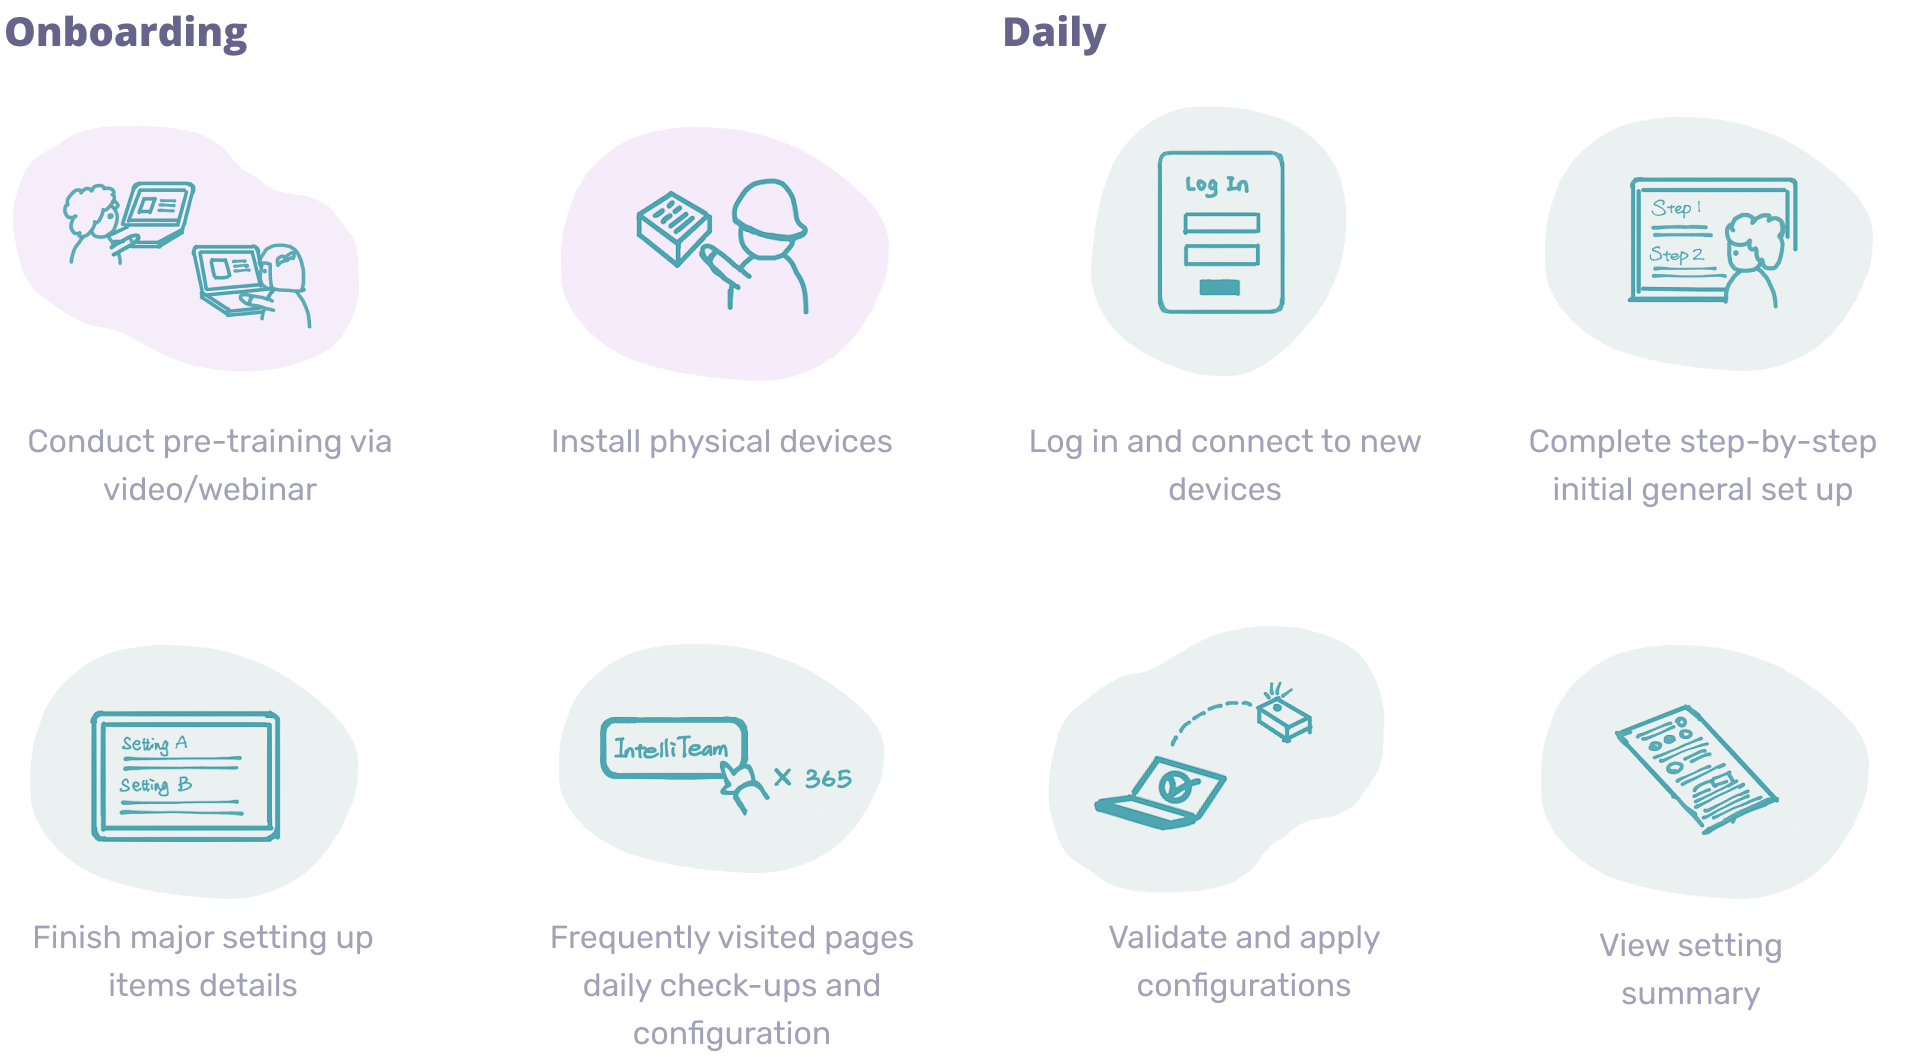 Onboarding
Daily
Log In
Step 1
Step 2
Conduct pre-training via
video/webinar
Install physical devices
Log in and connect to new
devices
Complete step-by-step
initial general set up
Setting A
Setting B
IntelliTeam
x 365
Finish major setting up
items details
Frequently visited pages
daily check-ups and
configuration
Validate and apply
configurations
View setting
summary